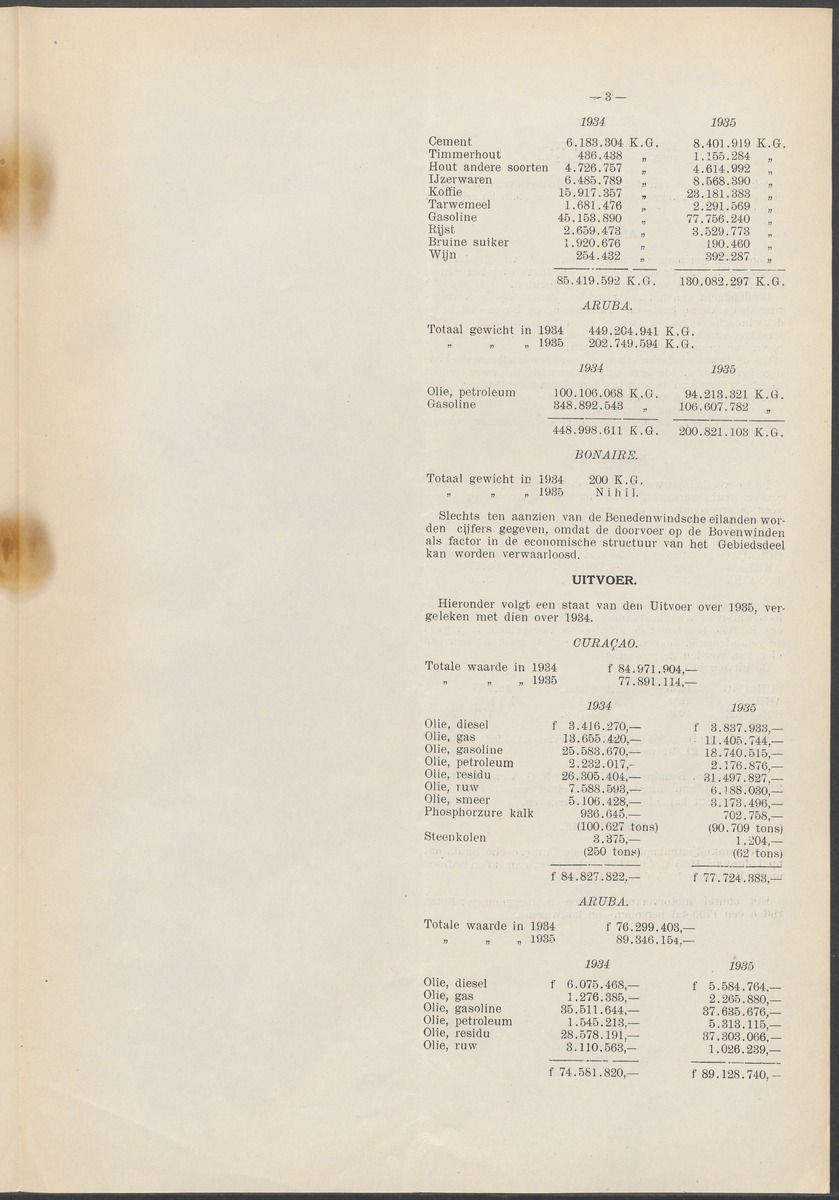 — 3 —
1934 1935
Cement 6.183.304 K.G. 8.401.919 K.G.
Timmerhout 436.438 „ 1.155.284 „
Hout andere soorten 4.726.757 „ 4.614.992 „
IJzerwaren 6.485.789 „ 8.568.390 „
Koffie 15.917.357 „ 23.181.383 „
Tarwemeel 1.681.476 „ 2.291.569 „
Gasoline 45.153.890 „ 77.756.240 „
Rijst 2.659.473 „ 3.529.773 „
Bruine suiker 1.920.676 „ 190.460 „
Wijn 254.432 „ 392.287 „
85.419.592 K.G. 130.082.297 K.G.
ARUBA.
Totaal gewicht in 1934 449.204.941 K.G.
„ „ „ 1935 202.749.594 K.G.
1934 1935
Olie, petroleum 100.106.068 K.G. 94.213.321 K.G.
Gasoline 348.892.543 „ 106.607.782 „
448.998.611 K.G. 200.821.103 K.G.
BONAIRE.
Totaal gewicht in 1934 200 K.G.
„ „ „ 1935 Nihil.
Slechts ten aanzien van de Benedenwindsche eilanden wor-
den cijfers gegeven, omdat de doorvoer op de Bovenwinden
als factor in de economische structuur van het Gebiedsdeel
kan worden verwaarloosd.
UITVOER.
Hieronder volgt een staat van den Uitvoer over 1935, ver-
geleken met dien over 1934.
CURAÇAO.
Totale waarde in 1934 f 84.971.904,—
„ „ „ 1935 77.891.114,—
1934 1935
Olie, diesel f 3.416.270,— f 3.837.933,—
Olie, gas 13.655.420,— 11.405.744,—
Olie, gasoline 25.583.670,— 18.740.515,—
Olie, petroleum 2.232.017,- 2.176.876,—
Olie, residu 26.305.404,— 31.497.827,—
Olie, ruw 7.588.593,— 6.188.030,—
Olie, smeer 5.106.428,— 3.173.496,—
Phosphorzure kalk 936.645,— 702.758,—
(100.627 tons) (90.709 tons)
Steenkolen 3.375,— 1.204,—
(250 tons) (62 tons)
f 84.827.822,— f 77.724.383,—
ARUBA.
Totale waarde in 1934 f 76.299.403,—
„ „ „ 1935 89.346.154,—
1934 1935
Olie, diesel f 6.075.468,— f 5.584.764,—
Olie, gas 1.276.385,— 2.265.880,—
Olie, gasoline 35.511.644,— 37.635.676,—
Olie, petroleum 1.545.213,— 5.313.115,—
Olie, residu 28.578.191,— 37.303.066,—
Olie, ruw 3.110.563,— 1.026.239,—
f 74.581.820,— f 89.128.740,—